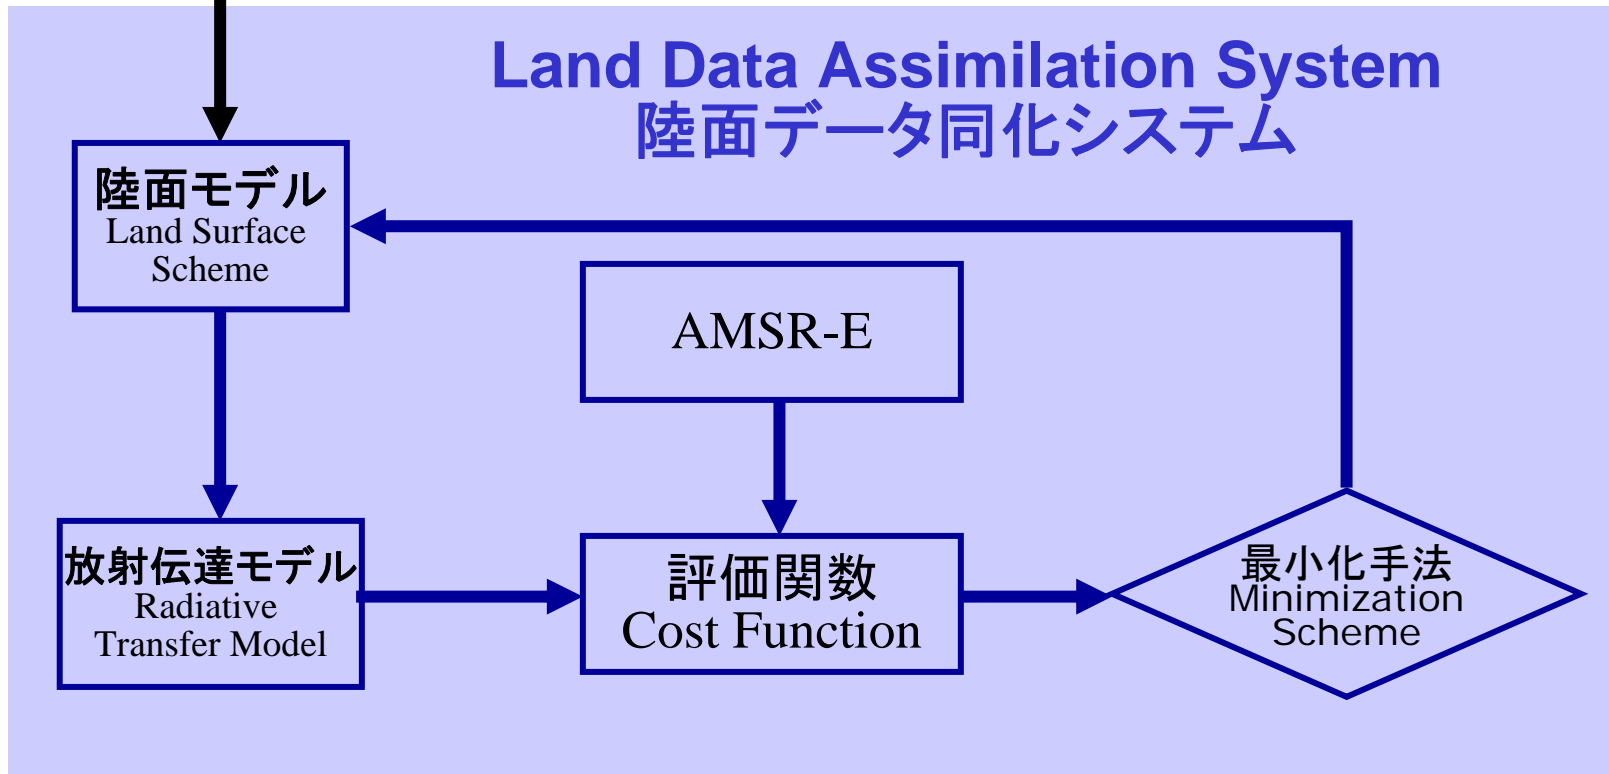 Land Data Assimilation System
陸面データ同化システム
陸面モデル
Land Surface
Scheme
AMSR-E
放射伝達モデル
Radiative
Transfer Model
評価関数
Cost Function
最小化手法
Minimization
Scheme